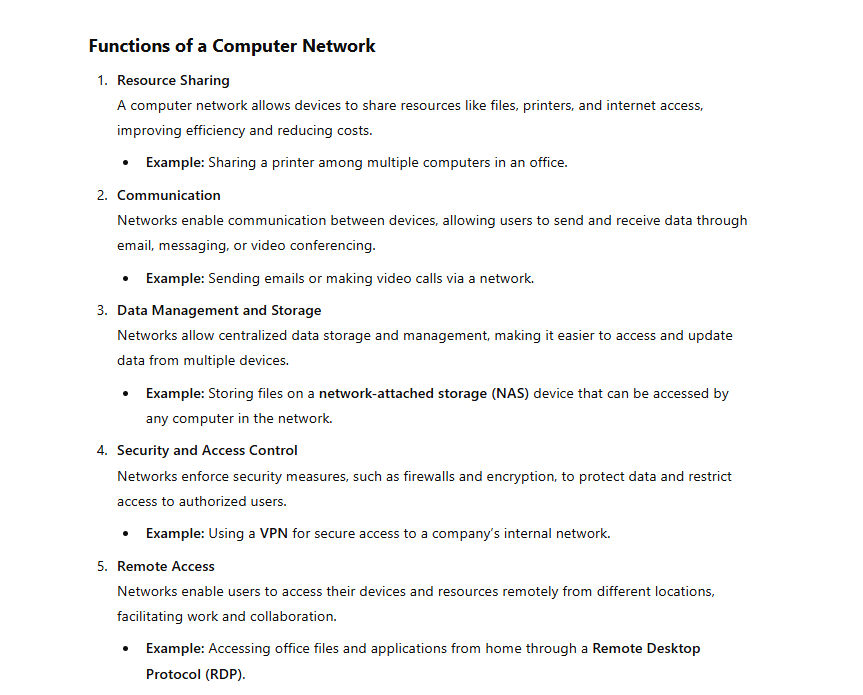 Functions of a Computer Network
1. Resource Sharing
A computer network allows devices to share resources like files, printers, and internet access,
improving efficiency and reducing costs.
• Example: Sharing a printer among multiple computers in an office.
2. Communication
Networks enable communication between devices, allowing users to send and receive data through
email, messaging, or video conferencing.
• Example: Sending emails or making video calls via a network.
3. Data Management and Storage
Networks allow centralized data storage and management, making it easier to access and update
data from multiple devices.
• Example: Storing files on a network-attached storage (NAS) device that can be accessed by
any computer in the network.
4. Security and Access Control
Networks enforce security measures, such as firewalls and encryption, to protect data and restrict
access to authorized users.
• Example: Using a VPN for secure access to a company's internal network.
5. Remote Access
Networks enable users to access their devices and resources remotely from different locations,
facilitating work and collaboration.
• Example: Accessing office files and applications from home through a Remote Desktop
Protocol (RDP).